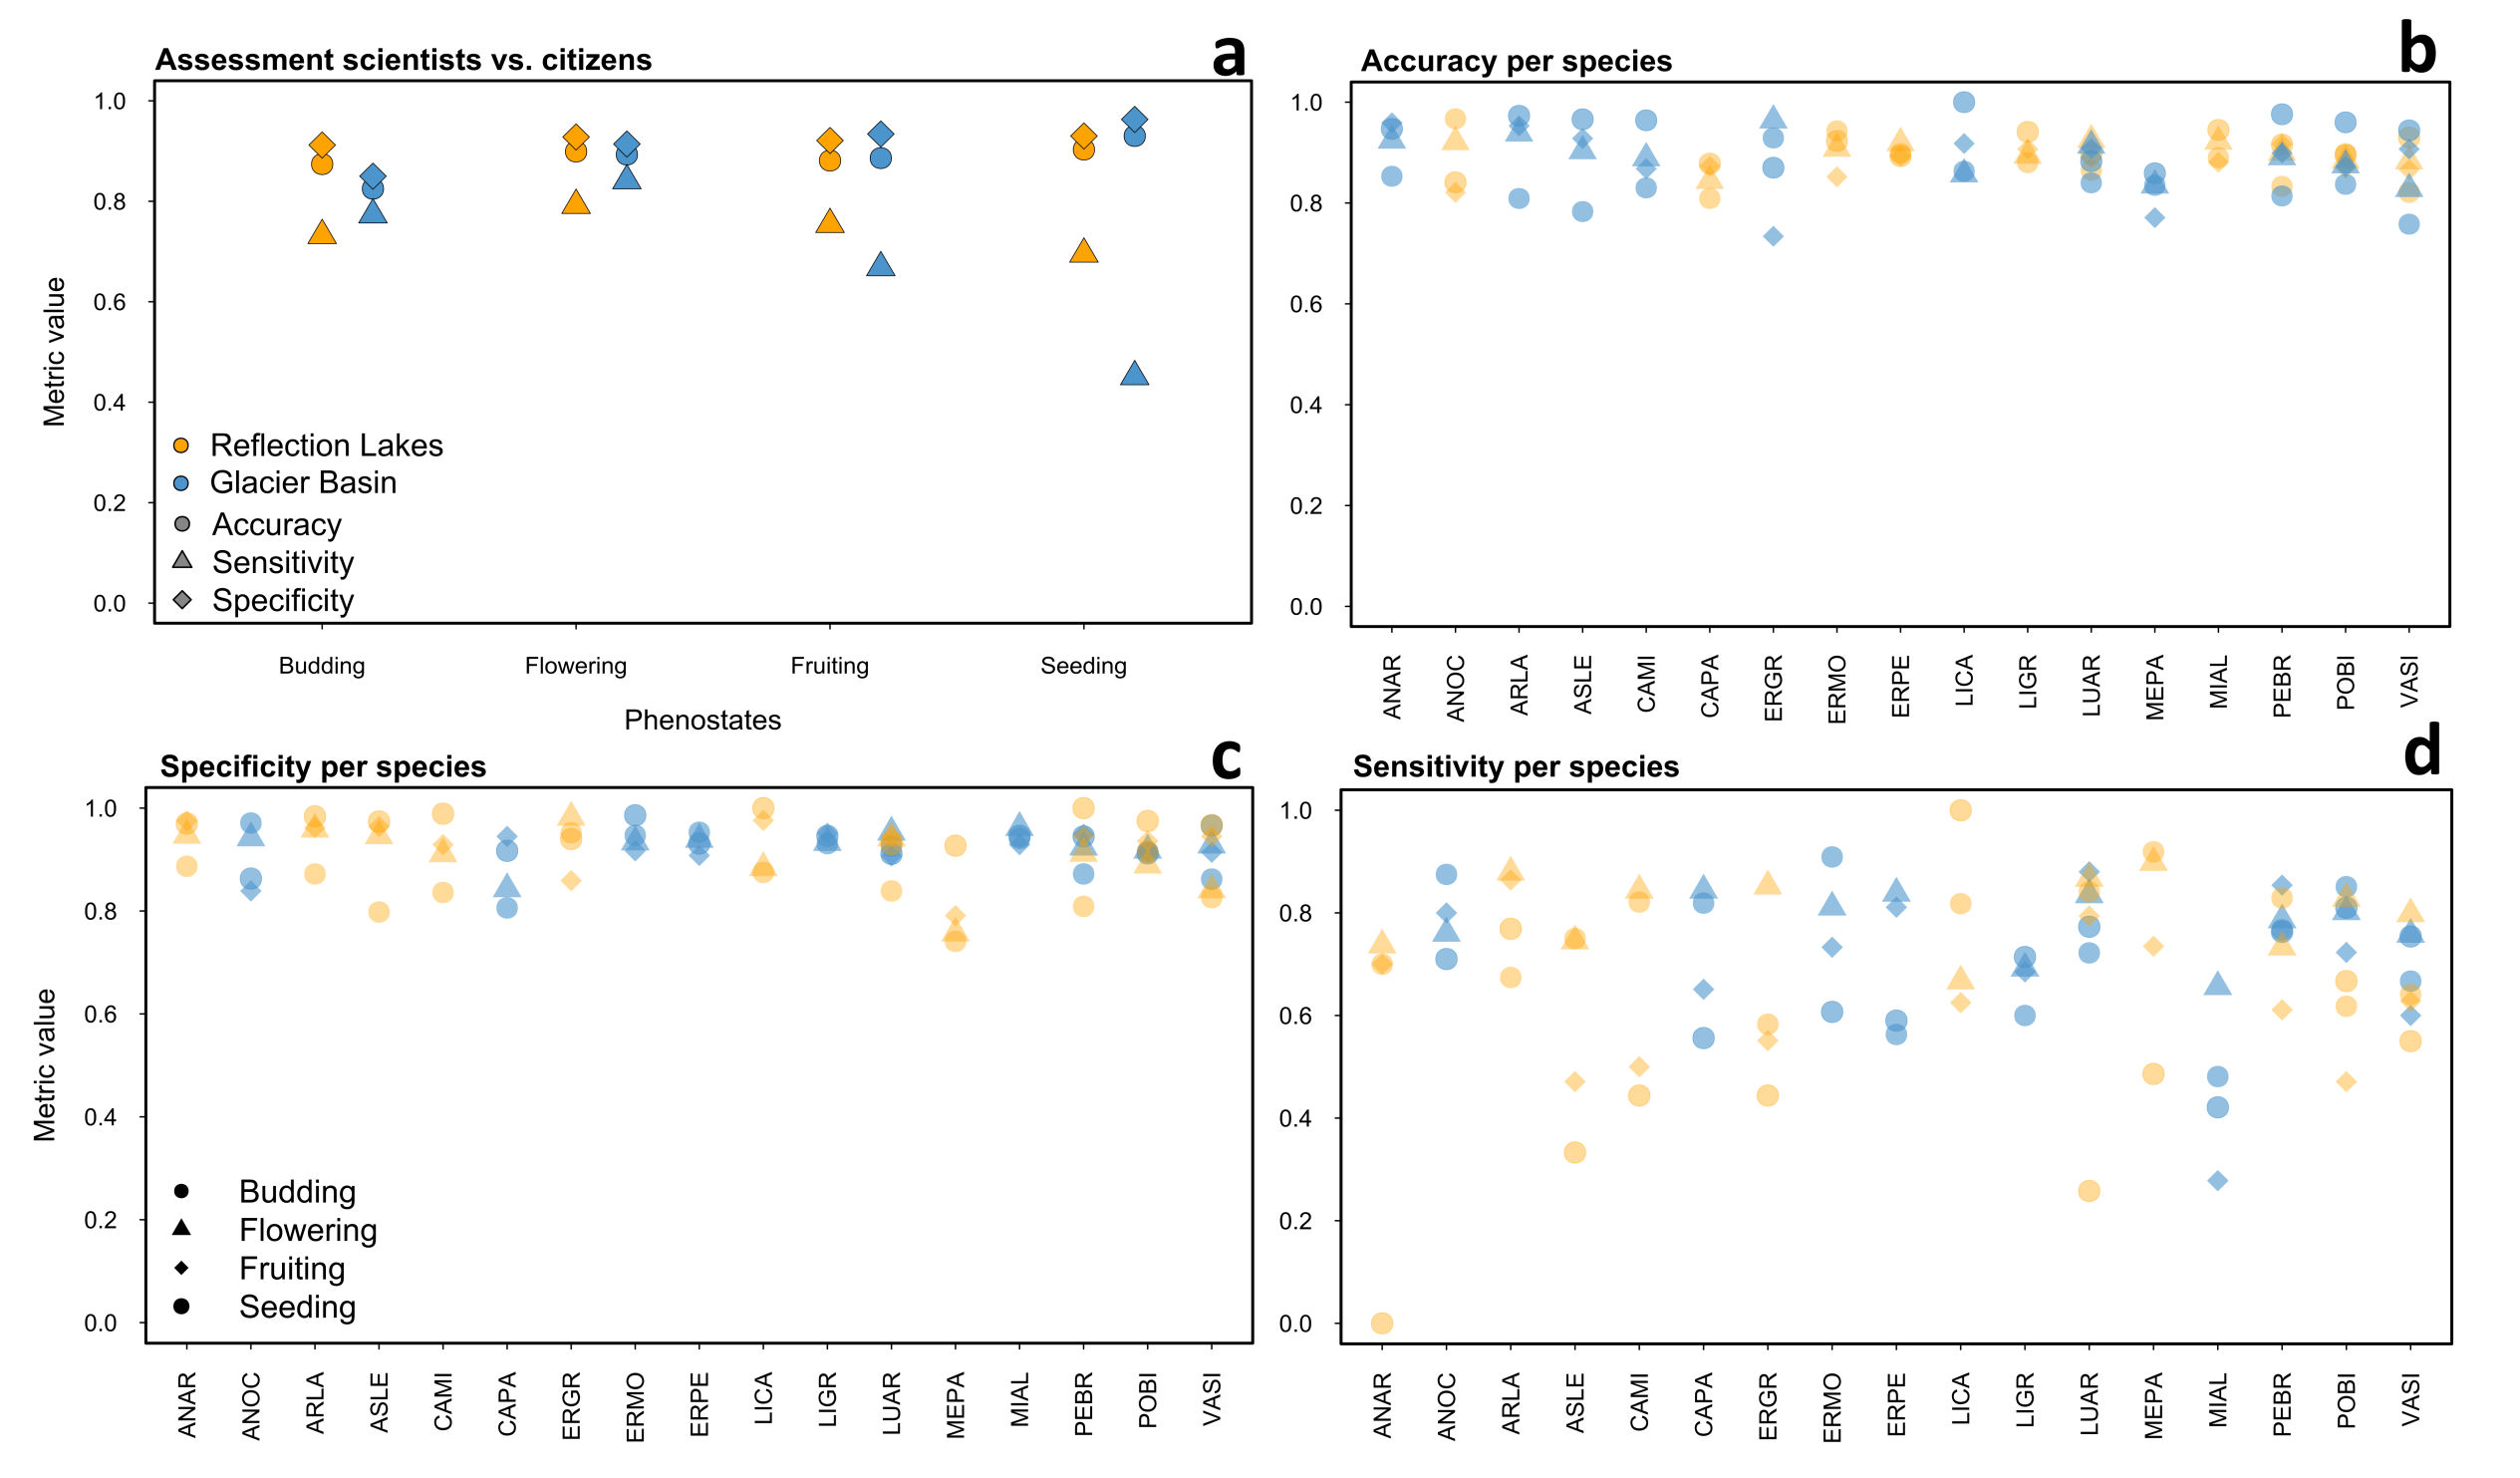 Assessment scientists vs. citizens
a
Metric value
1.0
0.8
0.6
0.4
0.2
0.0
Reflection Lakes
Glacier Basin
Accuracy
Sensitivity
Specificity
Budding Flowering Fruiting Seeding
Phenostates
Accuracy per species
b
1.0
0.8
0.6
0.4
0.2
0.0
ANAR ANOC ARLA ASLE CAMI CAPA ERGR ERMO ERPE LICA LIGR LUAR MEPA MIAL PEBR POBI VASI
Specificity per species
c
Metric value
1.0
0.8
0.6
0.4
0.2
0.0
Budding
Flowering
Fruiting
Seeding
ANAR ANOC ARLA ASLE CAMI CAPA ERGR ERMO ERPE LICA LIGR LUAR MEPA MIAL PEBR POBI VASI
Sensitivity per species
d
1.0
0.8
0.6
0.4
0.2
0.0
ANAR ANOC ARLA ASLE CAMI CAPA ERGR ERMO ERPE LICA LIGR LUAR MEPA MIAL PEBR POBI VASI